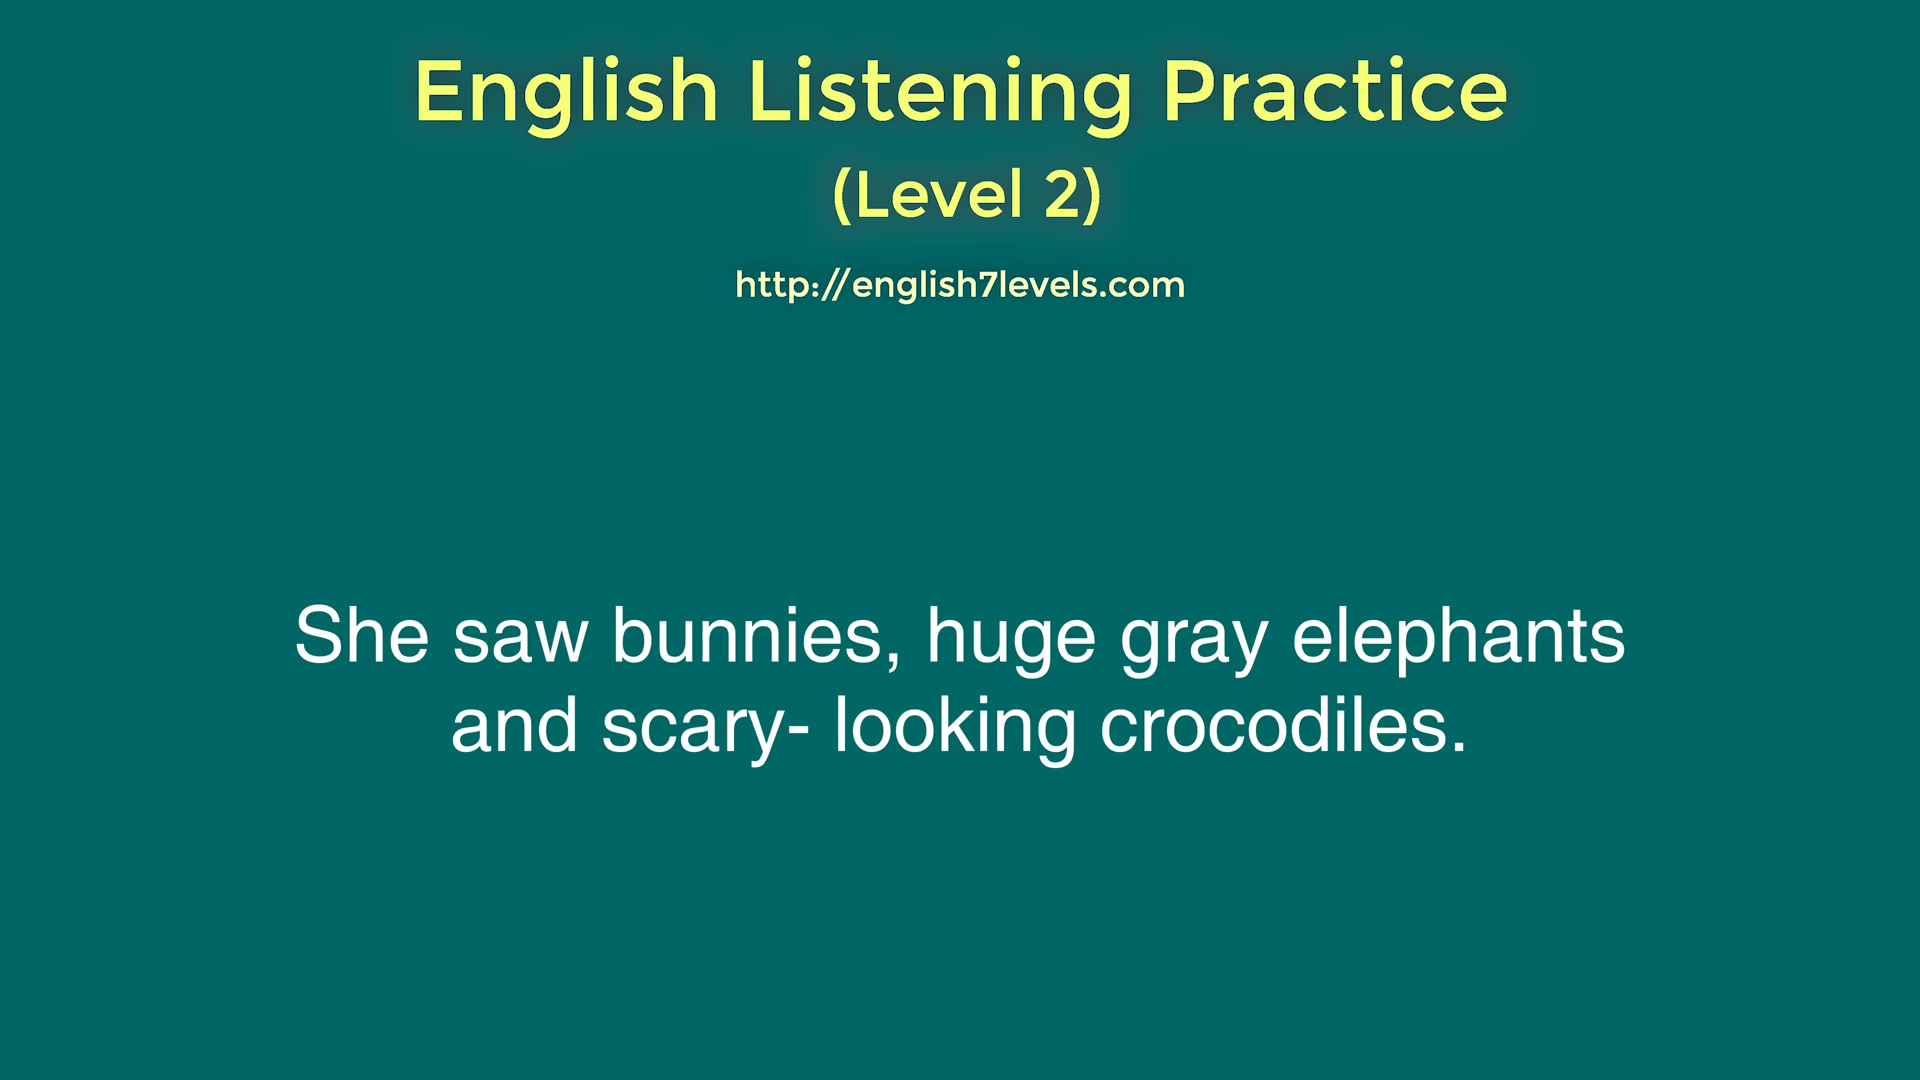 English Listening Practice
(Level 2)
http://english7levels.com
She saw bunnies, huge gray elephants
and scary- looking crocodiles.